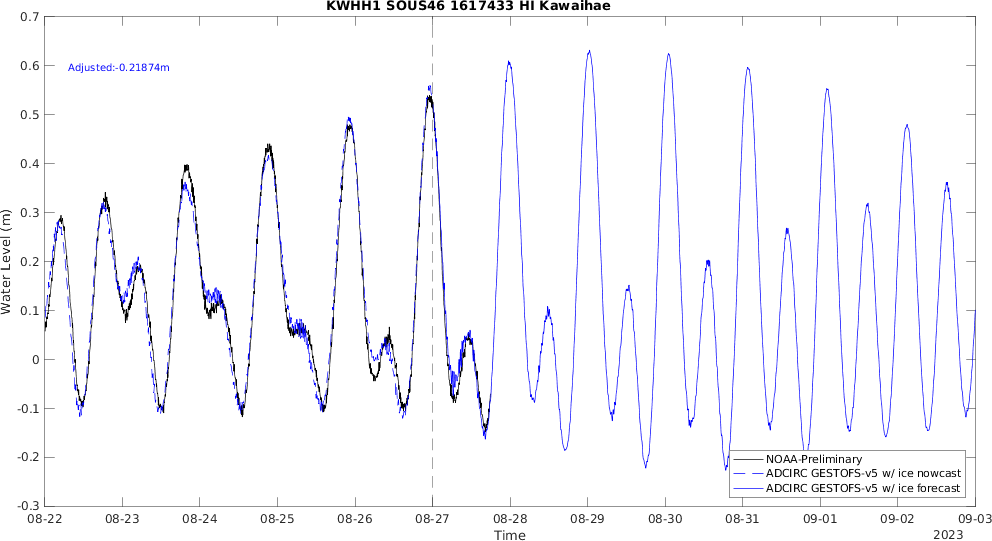 KWHH1 SOUS46 1617433 HI Kawaihae
Adjusted:-0.21874m
Water Level (m)
0.7
0.6
0.5
0.4
0.3
0.2
0.1
0
-0.1
-0.2
-0.3
NOAA-Preliminary
ADCIRC GESTOFS-v5 w/ ice nowcast
ADCIRC GESTOFS-v5 w/ ice forecast
08-22 08-23 08-24 08-25 08-26 08-27 08-28 08-29 08-30 08-31 09-01 09-02 09-03
Time
2023